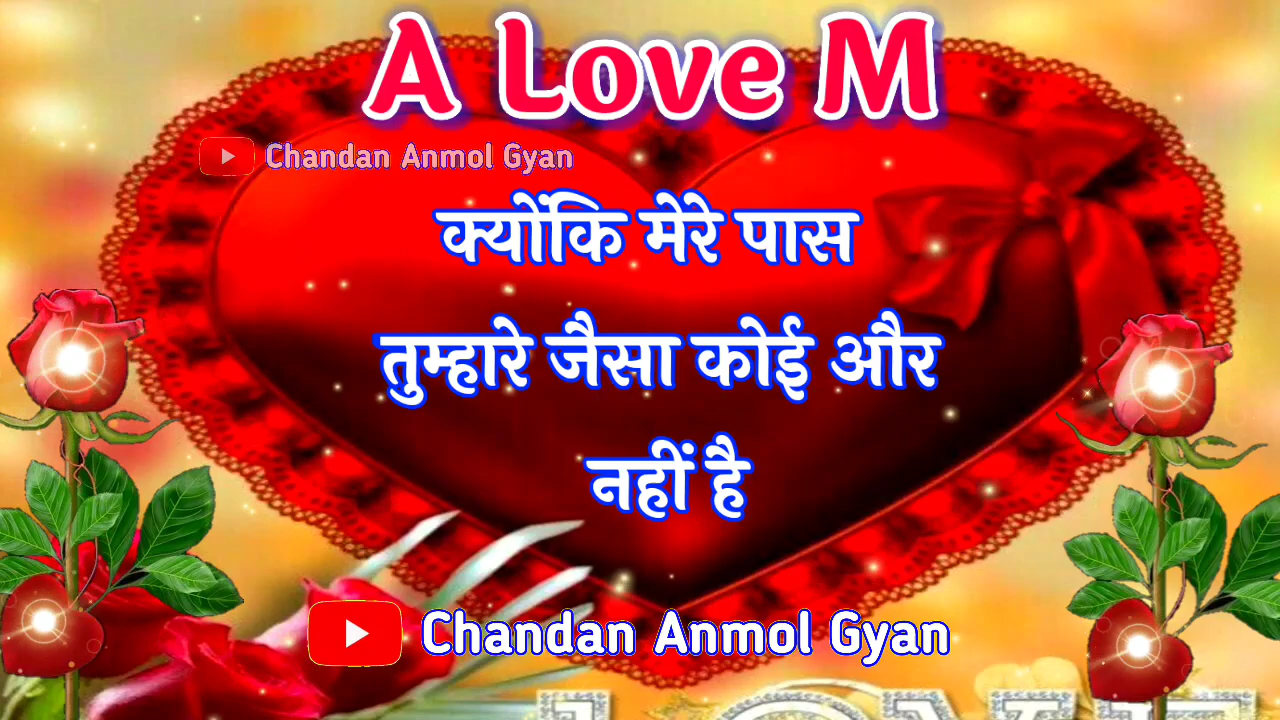 A Love M
Chandan Anmol Gyan
क्योंकि मेरे पास
तुम्हारे जैसा कोई और
नहीं है
Chandan Anmol Gyan